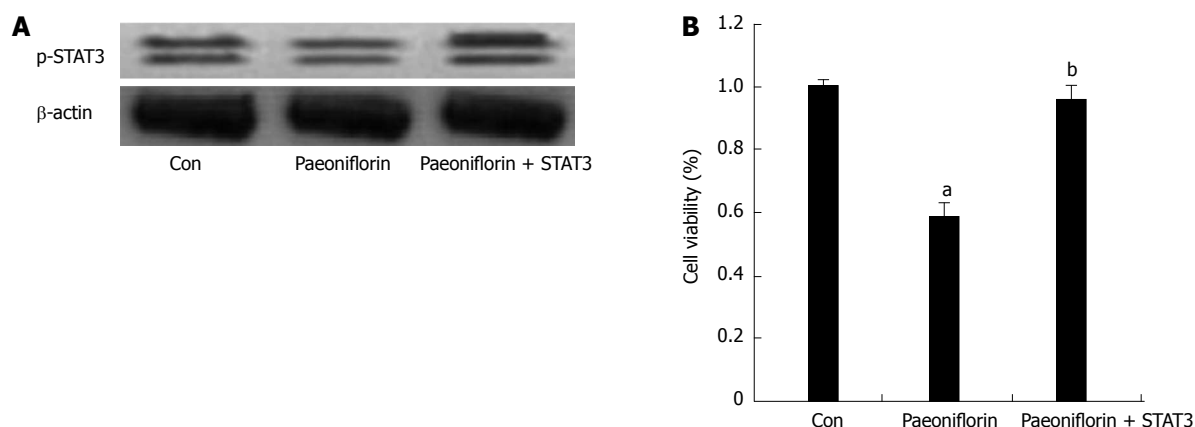 A
p-STAT3
β-actin
Con Paeoniflorin Paeoniflorin + STAT3
B
Cell viability (%)
1.2
1.0
0.8
0.6
0.4
0.2
0
a
b
Con Paeoniflorin Paeoniflorin + STAT3